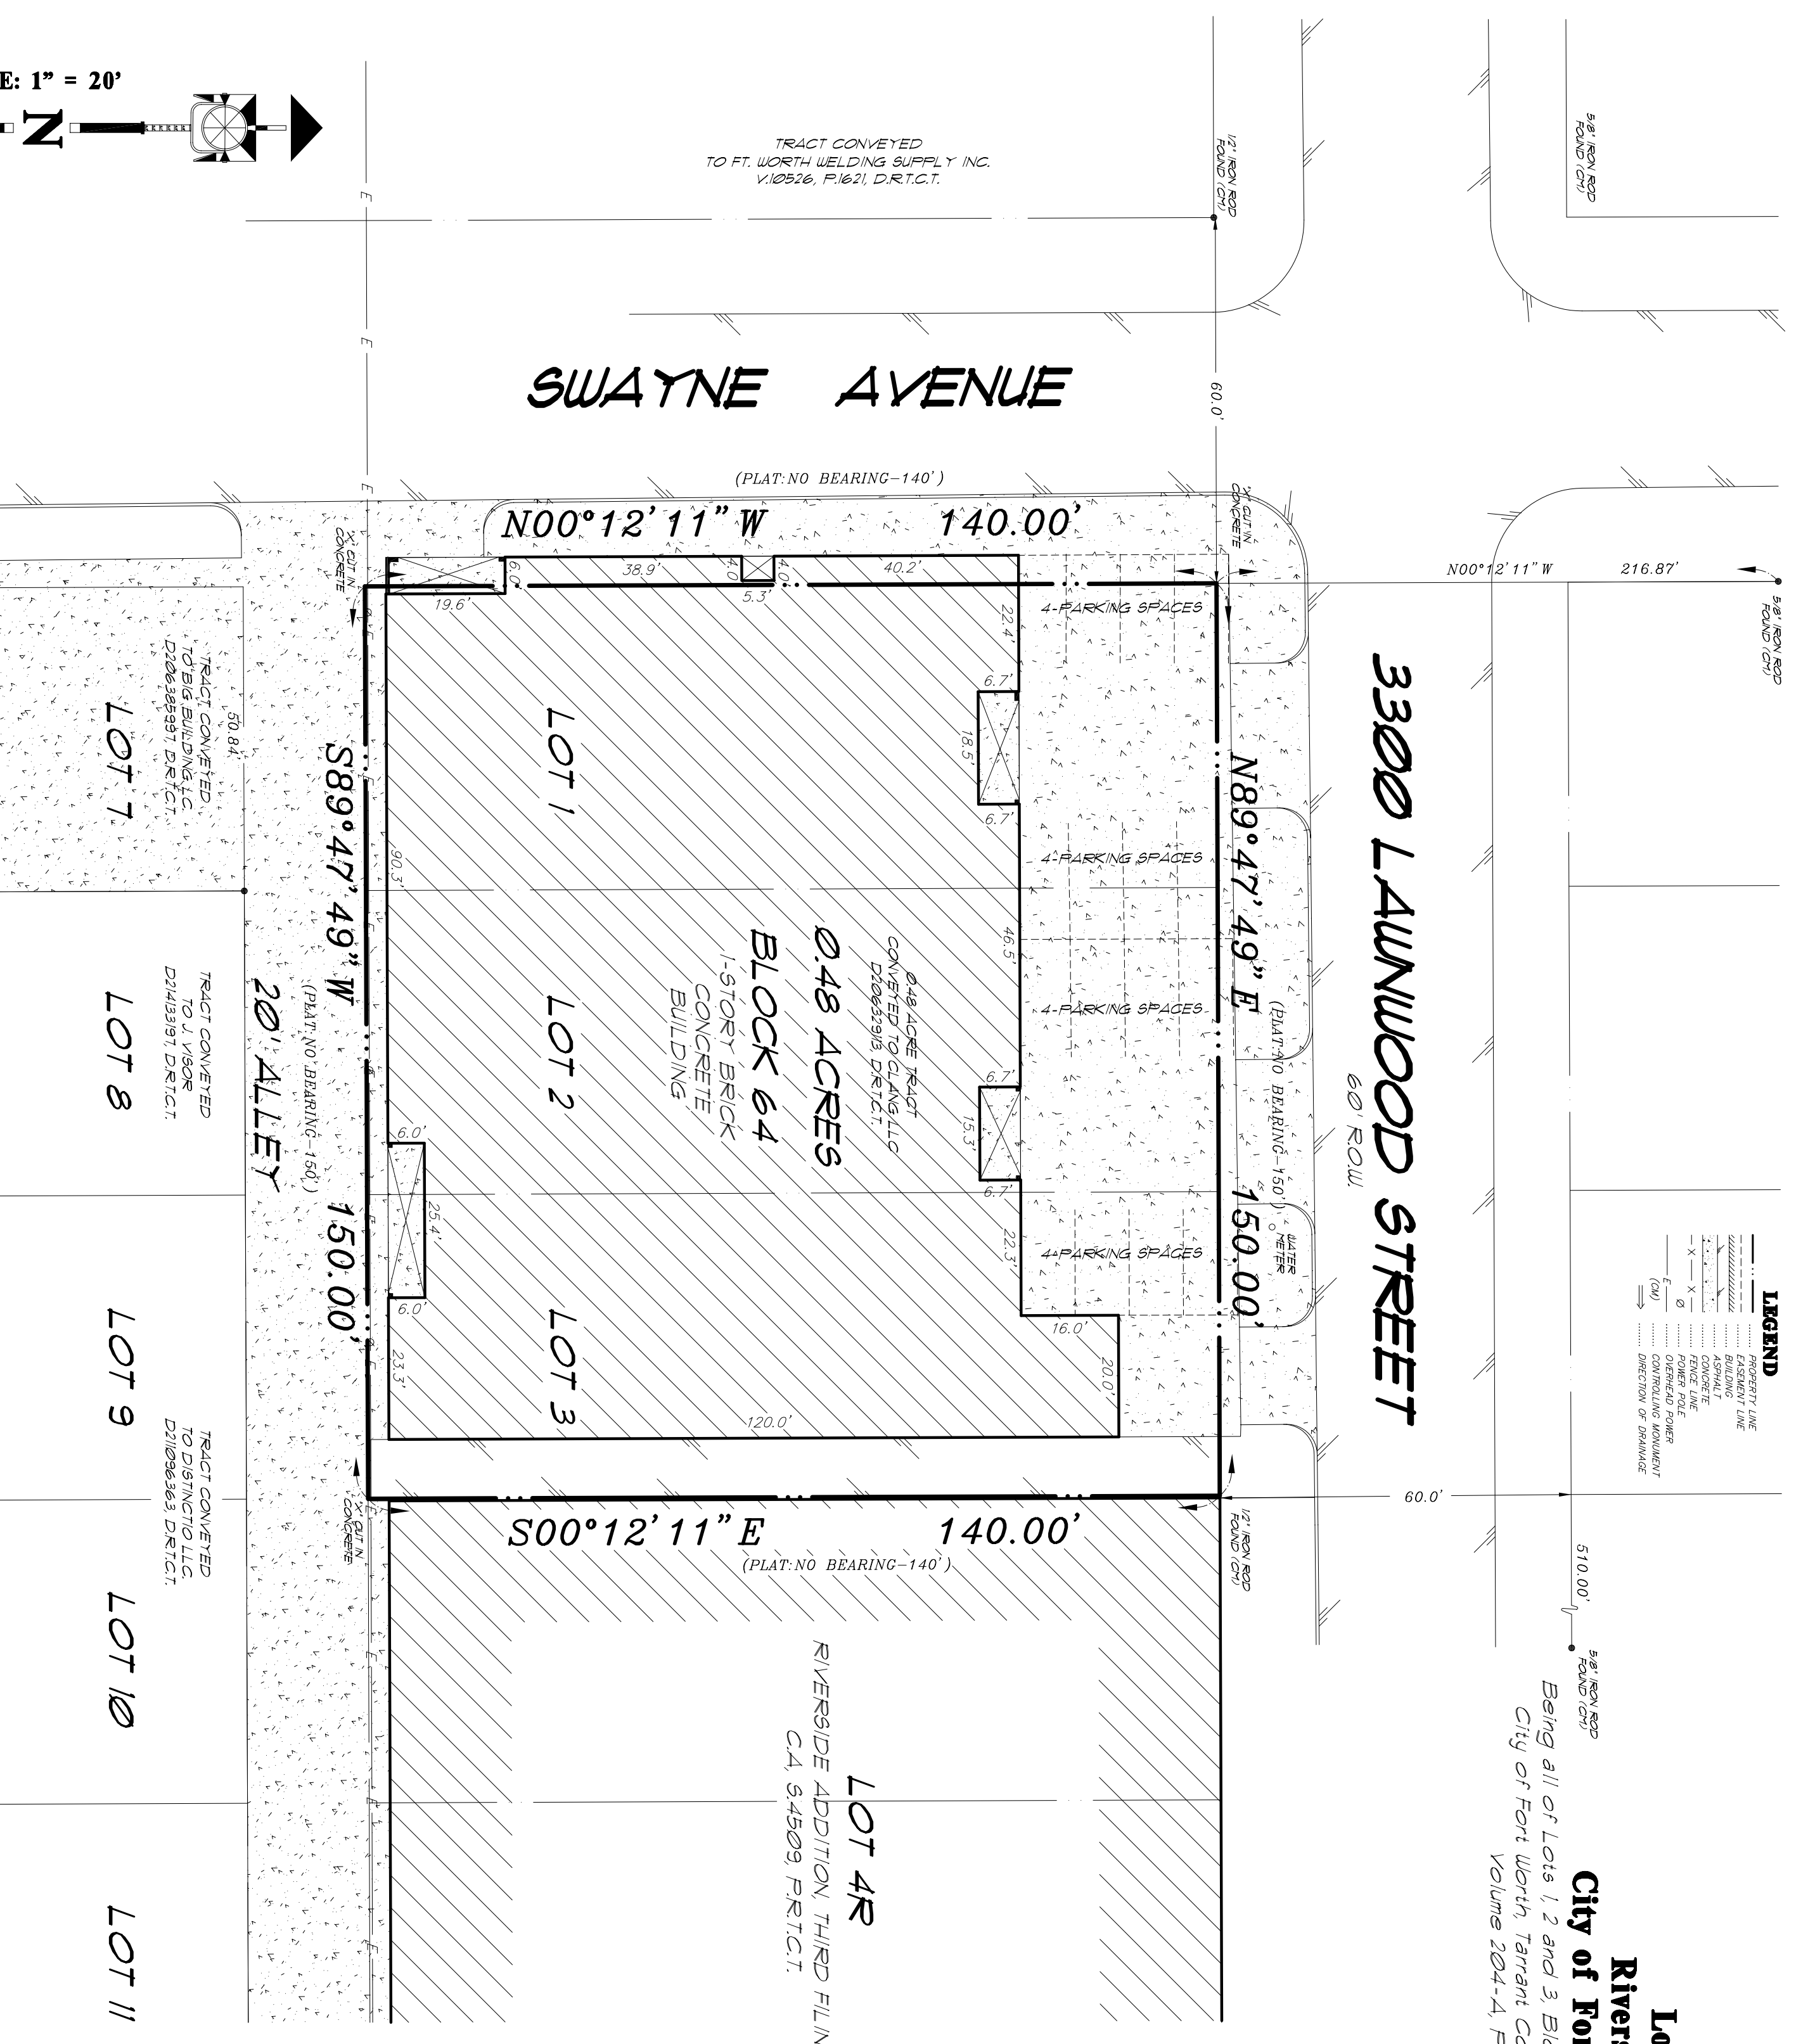 E: 1" = 20'
N
TRACT CONVEYED
TO FT. WORTH WELDING SUPPLY INC.
V.10526, P.1621, D.R.T.C.T.
1/2" IRON ROD
FOUND (CM)
5/8" IRON ROD
FOUND (CM)
SWAYNE AVENUE
60.0'
(PLAT:NO BEARING-140')
N00°12'11"W 140.00'
"X" CUT IN
CONCRETE
"X" CUT IN
CONCRETE
N00°12'11"W 216.87'
5/8" IRON ROD
FOUND (CM)
19.6'
6.0'
38.9'
4.0'
5.3'
4.0'
40.2'
22.4'
6.7'
18.5'
6.7'
46.5'
6.7'
15.3'
6.7'
22.3'
16.0'
20.0'
120.0'
23.3'
6.0'
25.4'
6.0'
90.3'
4-PARKING SPACES
4-PARKING SPACES
4-PARKING SPACES
4-PARKING SPACES
3300 LAWNWOOD STREET
60' R.O.W.
N89°47'49"E 150.00'
(PLAT:NO BEARING-150')
WATER
METER
LOT 1
LOT 2
LOT 3
0.48 ACRE TRACT
CONVEYED TO CLANG LLC
D206329113, D.R.T.C.T.
0.48 ACRES
BLOCK 64
1-STORY BRICK
CONCRETE
BUILDING
S89°47'49"W 150.00'
(PLAT:NO BEARING-150')
20' ALLEY
50.84'
TRACT CONVEYED
TO BIG BUILDING, LC.
D206385997, D.R.T.C.T.
LOT 7
TRACT CONVEYED
TO J. VISOR
D214133197, D.R.T.C.T.
LOT 8
LOT 9
TRACT CONVEYED
TO DISTINCTIO LLC.
D211096363, D.R.T.C.T.
LOT 10
LOT 11
"X" CUT IN
CONCRETE
S00°12'11"E 140.00'
(PLAT:NO BEARING-140')
1/2" IRON ROD
FOUND (CM)
60.0'
510.00'
5/8" IRON ROD
FOUND (CM)
LOT 4R
RIVERSIDE ADDITION, THIRD FILIN
C.A, S.4509, P.R.T.C.T.
LEGEND
PROPERTY LINE
EASEMENT LINE
BUILDING
ASPHALT
CONCRETE
X X FENCE LINE
Ø POWER POLE
E OVERHEAD POWER
(CM) CONTROLLING MONUMENT
DIRECTION OF DRAINAGE
Lo
Rivers
City of For
Being all of Lots 1, 2 and 3, Blo
City of Fort Worth, Tarrant Co
Volume 204-A, P
E
E
E
E
E
E
E
E